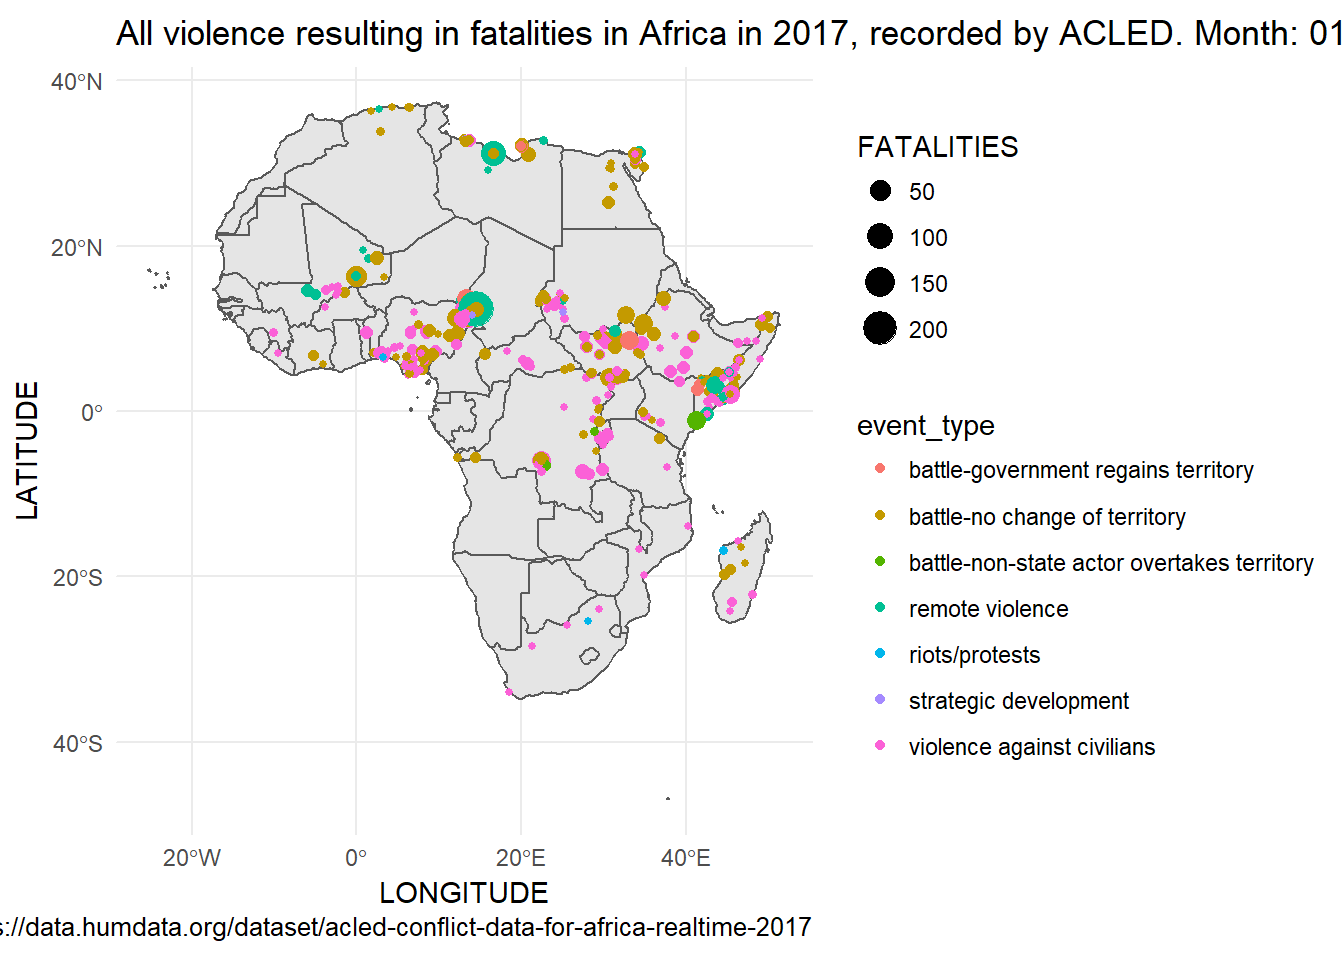 All violence resulting in fatalities in Africa in 2017, recorded by ACLED. Month: 01
40°N
20°N
0°
20°S
40°S
LATITUDE
20°W
0°
20°E
40°E
LONGITUDE
s://data.humdata.org/dataset/acled-conflict-data-for-africa-realtime-2017
FATALITIES
50
100
150
200
event_type
battle-government regains territory
battle-no change of territory
battle-non-state actor overtakes territory
remote violence
riots/protests
strategic development
violence against civilians